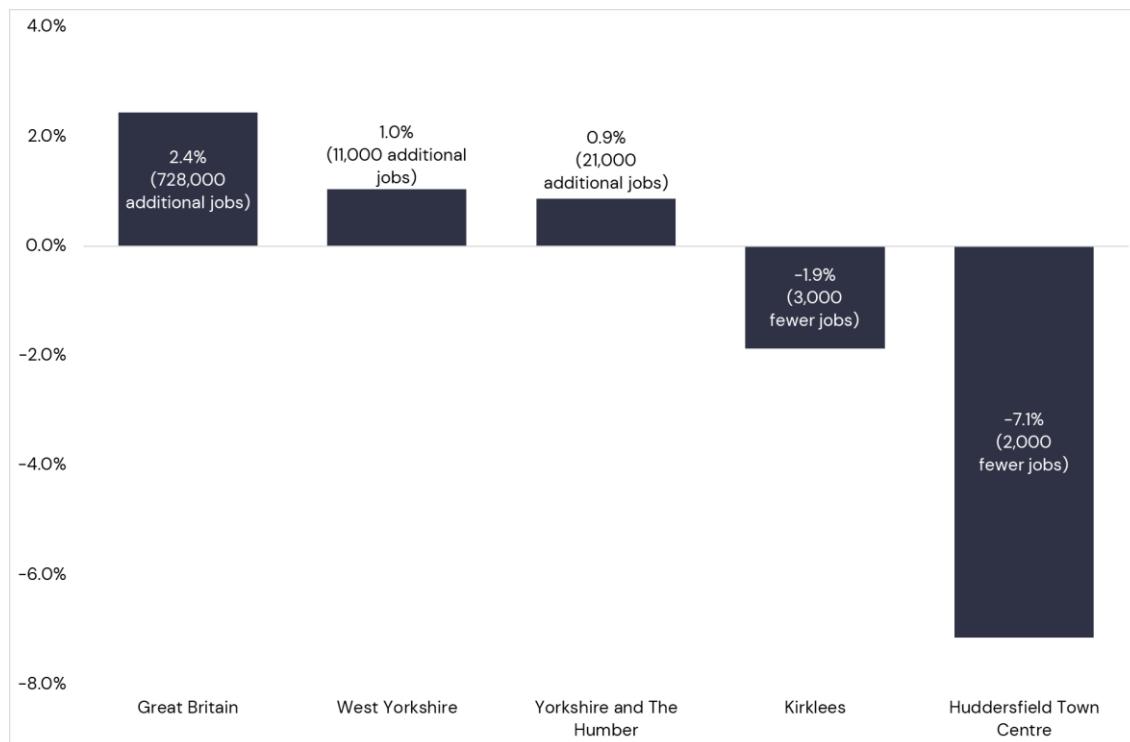 4.0%
2.0%
0.0%
-2.0%
-4.0%
-6.0%
-8.0%
2.4%
(728,000
additional jobs)
1.0%
(11,000 additional
jobs)
0.9%
(21,000
additional jobs)
-1.9%
(3,000
fewer jobs)
-7.1%
(2,000
fewer jobs)
Great Britain
West Yorkshire
Yorkshire and The
Humber
Kirklees
Huddersfield Town
Centre